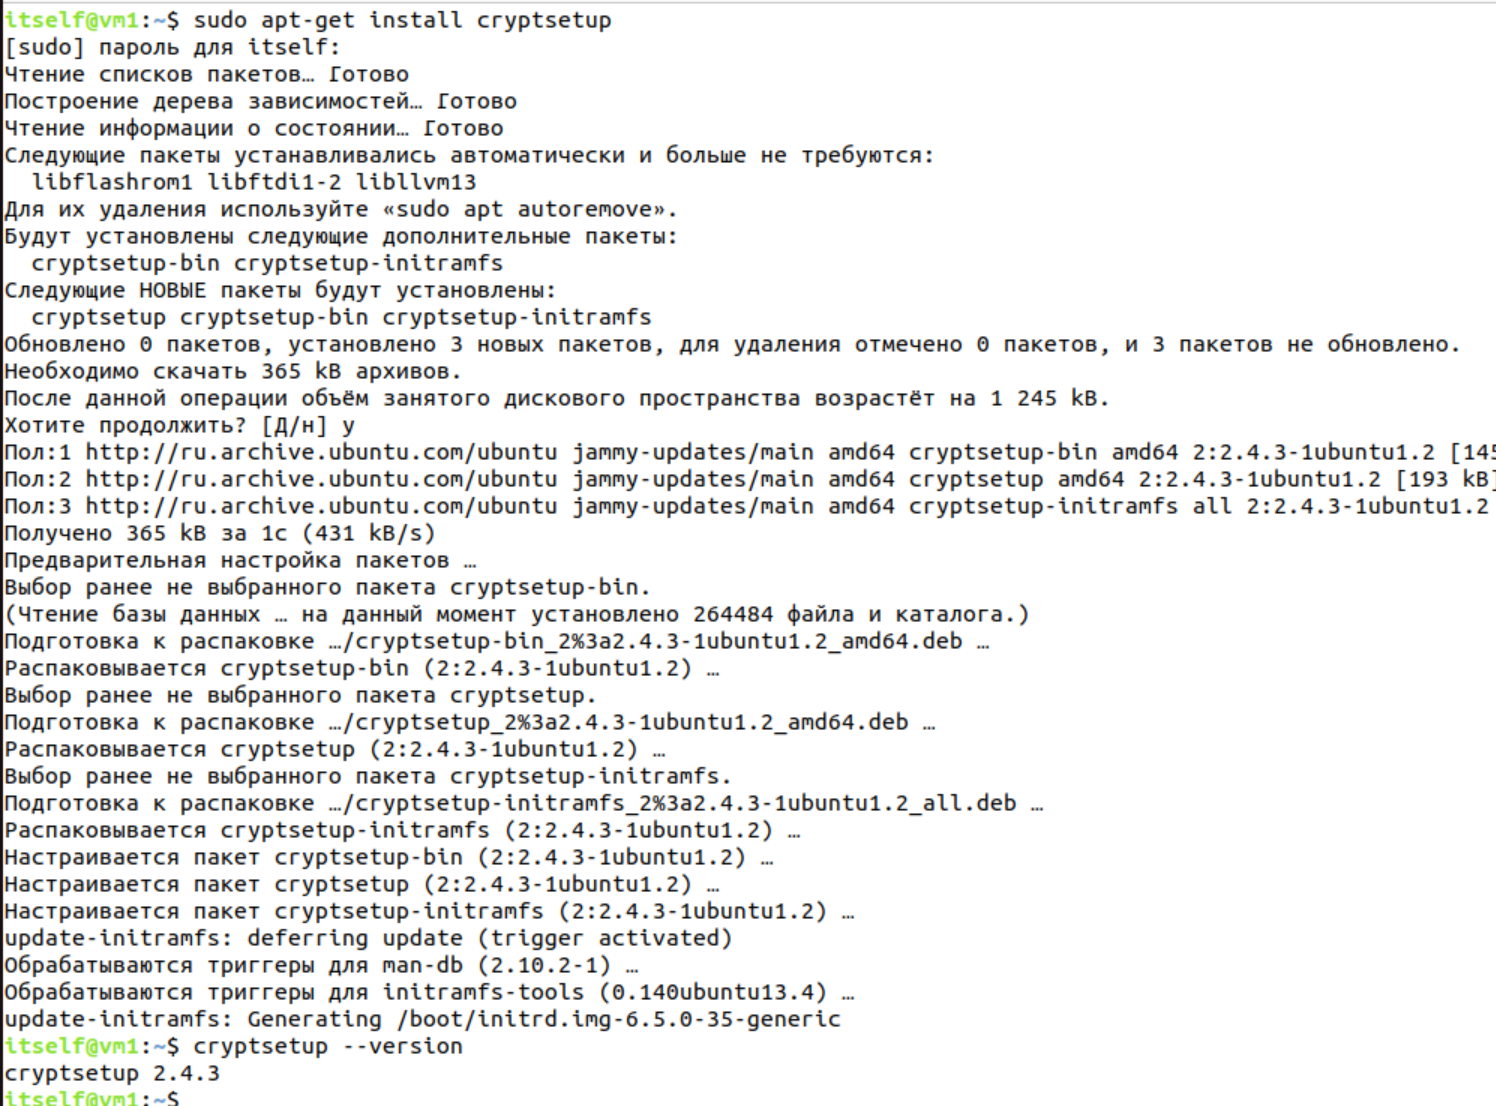 itself@vm1:~$ sudo apt-get install cryptsetup
[sudo] пароль для itself:
Чтение списков пакетов… Готово
Построение дерева зависимостей… Готово
Чтение информации о состоянии… Готово
Следующие пакеты устанавливались автоматически и больше не требуются:
  libflashrom1 libftdi1-2 libllvm13
Для их удаления используйте «sudo apt autoremove».
Будут установлены следующие дополнительные пакеты:
  cryptsetup-bin cryptsetup-initramfs
Следующие НОВЫЕ пакеты будут установлены:
  cryptsetup cryptsetup-bin cryptsetup-initramfs
Обновлено 0 пакетов, установлено 3 новых пакетов, для удаления отмечено 0 пакетов, и 3 пакетов не обновлено.
Необходимо скачать 365 kB архивов.
После данной операции объём занятого дискового пространства возрастёт на 1 245 kB.
Хотите продолжить? [Д/н] y
Пол:1 http://ru.archive.ubuntu.com/ubuntu jammy-updates/main amd64 cryptsetup-bin amd64 2:2.4.3-1ubuntu1.2 [145
Пол:2 http://ru.archive.ubuntu.com/ubuntu jammy-updates/main amd64 cryptsetup amd64 2:2.4.3-1ubuntu1.2 [193 kB]
Пол:3 http://ru.archive.ubuntu.com/ubuntu jammy-updates/main amd64 cryptsetup-initramfs all 2:2.4.3-1ubuntu1.2
Получено 365 kB за 1с (431 kB/s)
Предварительная настройка пакетов …
Выбор ранее не выбранного пакета cryptsetup-bin.
(Чтение базы данных … на данный момент установлено 264484 файла и каталога.)
Подготовка к распаковке …/cryptsetup-bin_2%3a2.4.3-1ubuntu1.2_amd64.deb …
Распаковывается cryptsetup-bin (2:2.4.3-1ubuntu1.2) …
Выбор ранее не выбранного пакета cryptsetup.
Подготовка к распаковке …/cryptsetup_2%3a2.4.3-1ubuntu1.2_amd64.deb …
Распаковывается cryptsetup (2:2.4.3-1ubuntu1.2) …
Выбор ранее не выбранного пакета cryptsetup-initramfs.
Подготовка к распаковке …/cryptsetup-initramfs_2%3a2.4.3-1ubuntu1.2_all.deb …
Распаковывается cryptsetup-initramfs (2:2.4.3-1ubuntu1.2) …
Настраивается пакет cryptsetup-bin (2:2.4.3-1ubuntu1.2) …
Настраивается пакет cryptsetup (2:2.4.3-1ubuntu1.2) …
Настраивается пакет cryptsetup-initramfs (2:2.4.3-1ubuntu1.2) …
update-initramfs: deferring update (trigger activated)
Обрабатываются триггеры для man-db (2.10.2-1) …
Обрабатываются триггеры для initramfs-tools (0.140ubuntu13.4) …
update-initramfs: Generating /boot/initrd.img-6.5.0-35-generic
itself@vm1:~$ cryptsetup --version
cryptsetup 2.4.3
itself@vm1:~$